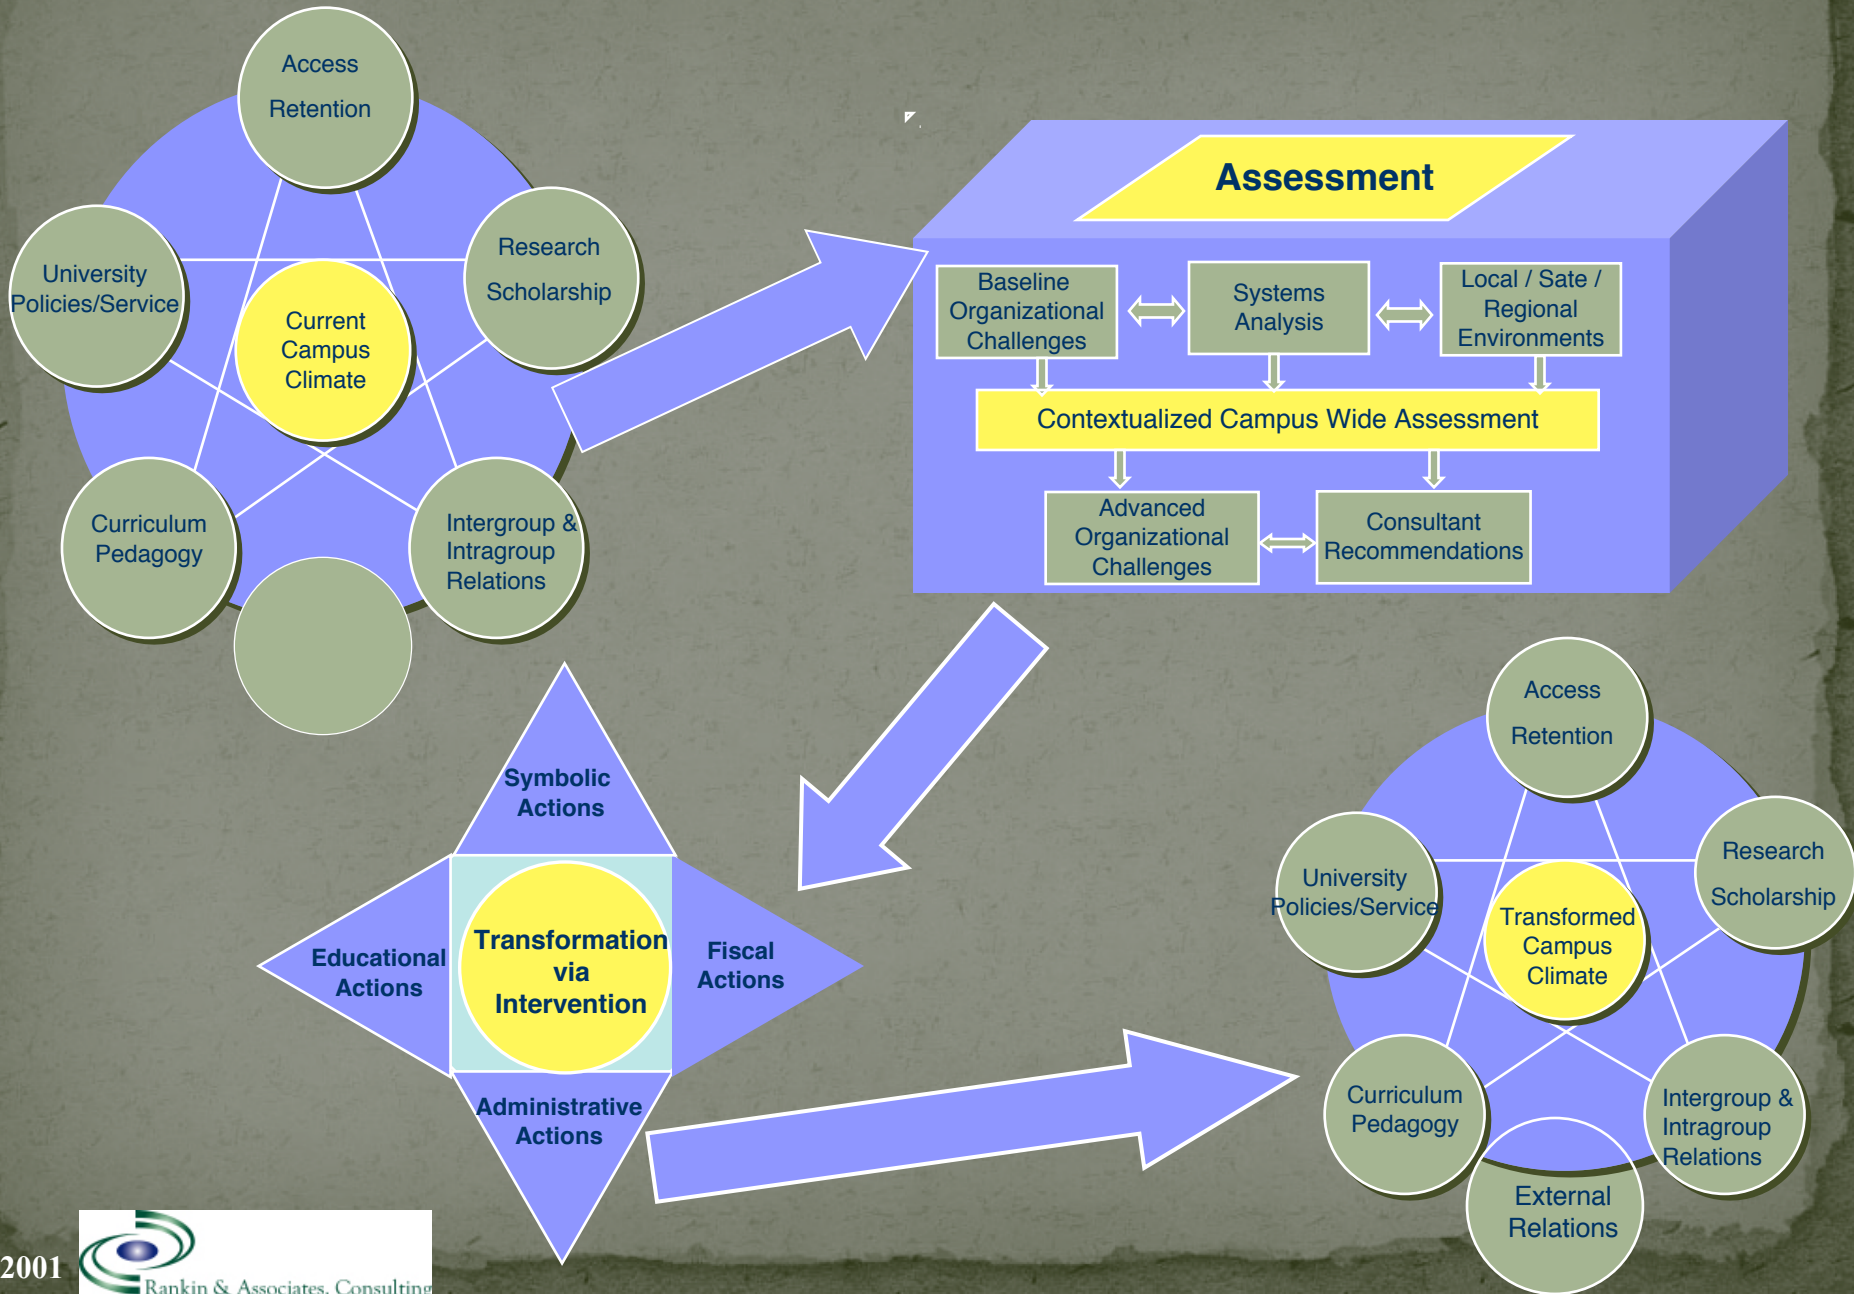 Access
Retention
Research
Scholarship
University
Policies/Service
Current
Campus
Climate
Curriculum
Pedagogy
Intergroup &
Intragroup
Relations
Assessment
Baseline
Organizational
Challenges
Systems
Analysis
Local / Sate /
Regional
Environments
Contextualized Campus Wide Assessment
Advanced
Organizational
Challenges
Consultant
Recommendations
Symbolic
Actions
Educational
Actions
Transformation
via
Intervention
Fiscal
Actions
Administrative
Actions
Access
Retention
Research
Scholarship
University
Policies/Service
Transformed
Campus
Climate
Curriculum
Pedagogy
Intergroup &
Intragroup
Relations
External
Relations
2001
Rankin & Associates, Consulting